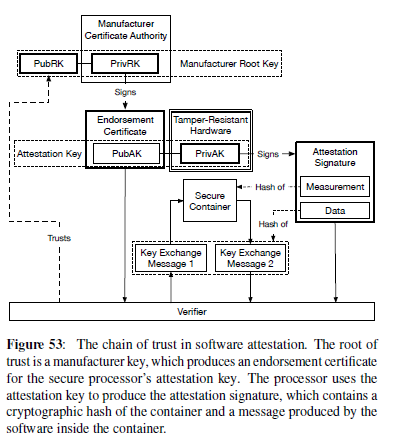 Manufacturer
Certificate Authority
PubRK
PrivRK
Manufacturer Root Key
Signs
Endorsement
Certificate
Tamper-Resistant
Hardware
Attestation
Signature
Attestation Key
PubAK
PrivAK
Signs
Secure
Container
Hash of
Measurement
Data
Hash of
Trusts
Key Exchange
Message 1
Key Exchange
Message 2
Verifier
Figure 53: The chain of trust in software attestation. The root of
trust is a manufacturer key, which produces an endorsement certificate
for the secure processor's attestation key. The processor uses the
attestation key to produce the attestation signature, which contains a
cryptographic hash of the container and a message produced by the
software inside the container.